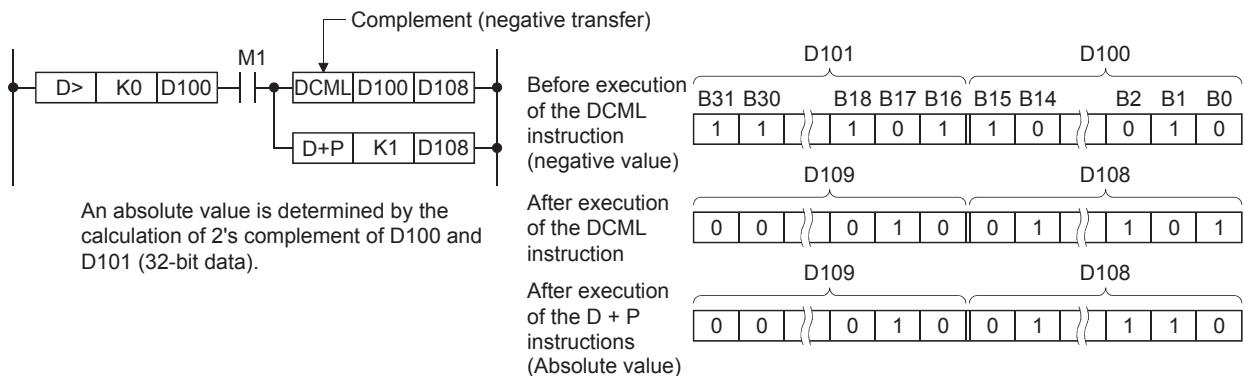 Complement (negative transfer)
M1
D> K0 D100 DCML D100 D108
D+P K1 D108
An absolute value is determined by the
calculation of 2's complement of D100 and
D101 (32-bit data).
D101 D100
Before execution
of the DCML
instruction
(negative value)
B31 B30 B18 B17 B16 B15 B14 B2 B1 B0
1 1 1 0 1 1 0 0 1 0
D109 D108
After execution
of the DCML
instruction
0 0 0 1 0 0 1 1 0 1
D109 D108
After execution
of the D + P
instructions
(Absolute value)
0 0 0 1 0 0 1 1 1 0